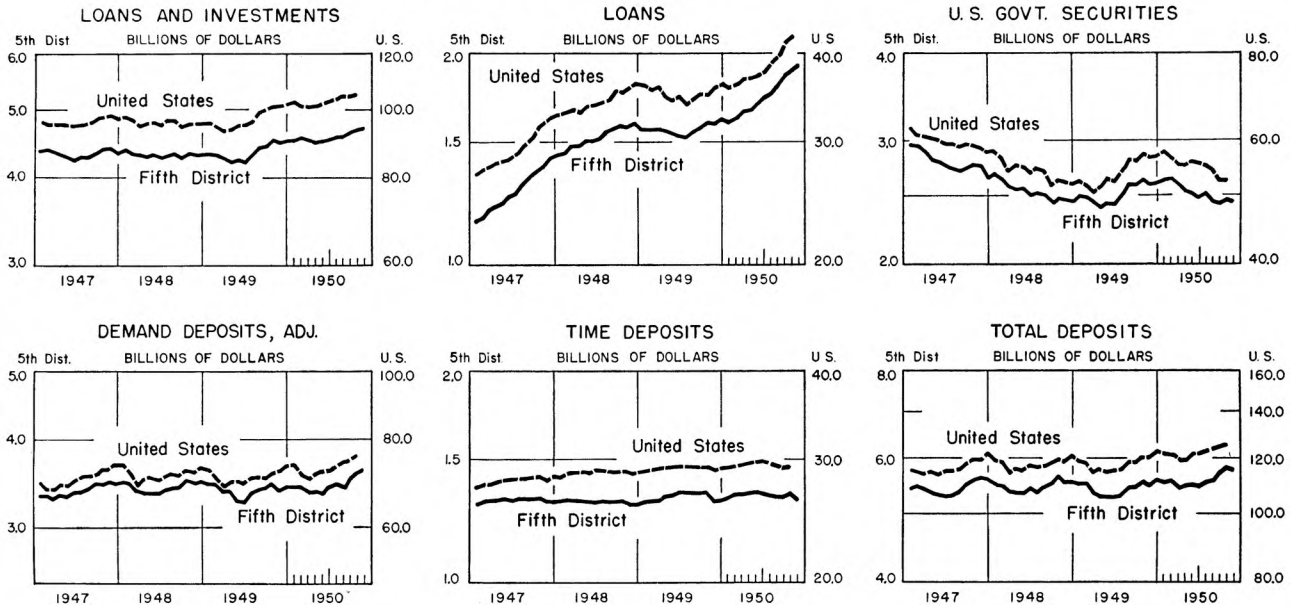 LOANS AND INVESTMENTS
5th Dist BILLIONS OF DOLLARS U.S.
6.0 120.0
United States
5.0 100.0
Fifth District
4.0 80.0
3.0 60.0
1947 1948 1949 1950
LOANS
5th Dist BILLIONS OF DOLLARS U S
2.0 40.0
United States
1.5 30.0
Fifth District
1.0 20.0
1947 1948 1949 1950
U.S. GOVT. SECURITIES
5th Dist. BILLIONS OF DOLLARS U.S.
4.0 80.0
United States
3.0 60.0
50.0
Fifth District
2.0 40.0
1947 1948 1949 1950
DEMAND DEPOSITS, ADJ.
5th Dist. BILLIONS OF DOLLARS U.S.
5.0 100.0
4.0 80.0
United States
Fifth District
3.0 60.0
1947 1948 1949 1950
TIME DEPOSITS
5th Dist BILLIONS OF DOLLARS U S
2.0 40.0
United States
1.5 30.0
Fifth District
1.0 20.0
1947 1948 1949 1950
TOTAL DEPOSITS
5th Dist BILLIONS OF DOLLARS U.S.
8.0 160.0
140.0
United States
6.0 120.0
Fifth District
100.0
4.0 80.0
1947 1948 1949 1950